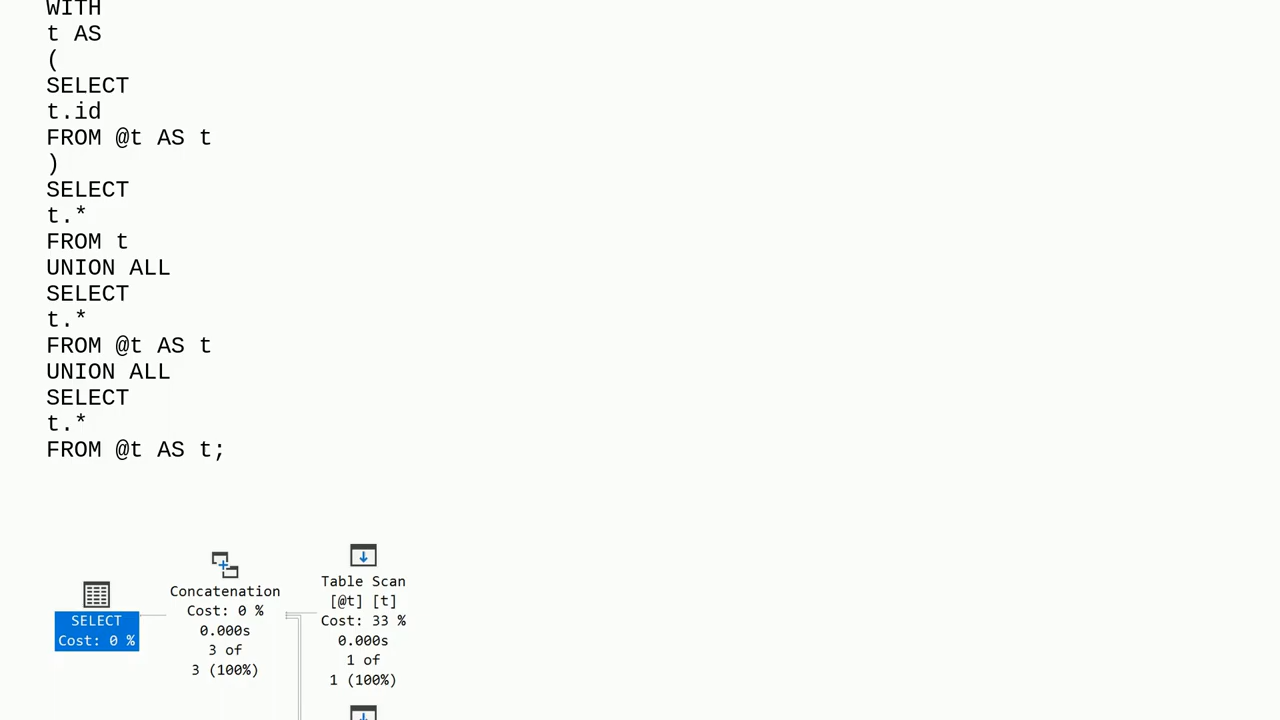 WITH
t AS
(
SELECT
t.id
FROM @t AS t
)
SELECT
t.*
FROM t
UNION ALL
SELECT
t.*
FROM @t AS t
UNION ALL
SELECT
t.*
FROM @t AS t;
SELECT
Cost: 0 %
Concatenation
Cost: 0 %
0.000s
3 of
3 (100%)
Table Scan
[@t] [t]
Cost: 33 %
0.000s
1 of
1 (100%)